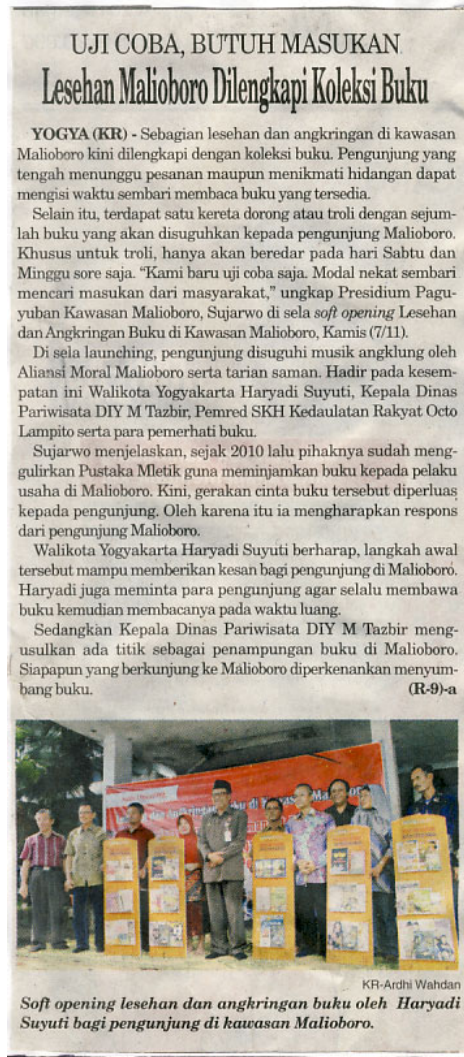 UJI COBA, BUTUH MASUKAN
Lesehan Malioboro Dilengkapi Koleksi Buku
YOGYA (KR) - Sebagian lesehan dan angkringan di kawasan
Malioboro kini dilengkapi dengan koleksi buku. Pengunjung yang
tengah menunggu pesanan maupun menikmati hidangan dapat
mengisi waktu sembari membaca buku yang tersedia.
Selain itu, terdapat satu kereta dorong atau troli dengan sejum-
lah buku yang akan disuguhkan kepada pengunjung Malioboro.
Khusus untuk troli, hanya akan beredar pada hari Sabtu dan
Minggu sore saja. "Kami baru uji coba saja. Modal nekat sembari
mencari masukan dari masyarakat," ungkap Presidium Pagu-
yuban Kawasan Malioboro, Sujarwo di sela soft opening Lesehan
dan Angkringan Buku di Kawasan Malioboro, Kamis (7/11).
Di sela launching, pengunjung disuguhi musik angklung oleh
Aliansi Moral Malioboro serta tarian saman. Hadir pada kesem-
patan ini Walikota Yogyakarta Haryadi Suyuti, Kepala Dinas
Pariwisata DIY M Tazbir, Pemred SKH Kedaulatan Rakyat Octo
Lampito serta para pemerhati buku.
Sujarwo menjelaskan, sejak 2010 lalu pihaknya sudah meng-
gulirkan Pustaka Mletik guna meminjamkan buku kepada pelaku
usaha di Malioboro. Kini, gerakan cinta buku tersebut diperluas
kepada pengunjung. Oleh karena itu ia mengharapkan respons
dari pengunjung Malioboro.
Walikota Yogyakarta Haryadi Suyuti berharap, langkah awal
tersebut mampu memberikan kesan bagi pengunjung di Malioboro.
Haryadi juga meminta para pengunjung agar selalu membawa
buku kemudian membacanya pada waktu luang.
Sedangkan Kepala Dinas Pariwisata DIY M Tazbir meng-
usulkan ada titik sebagai penampungan buku di Malioboro.
Siapapun yang berkunjung ke Malioboro diperkenankan menyum-
bang buku. (R-9)-a
dan Angkringan Buku di Kawasan Maliobor
KR-Ardhi Wahdan
Soft opening lesehan dan angkringan buku oleh Haryadi
Suyuti bagi pengunjung di kawasan Malioboro.